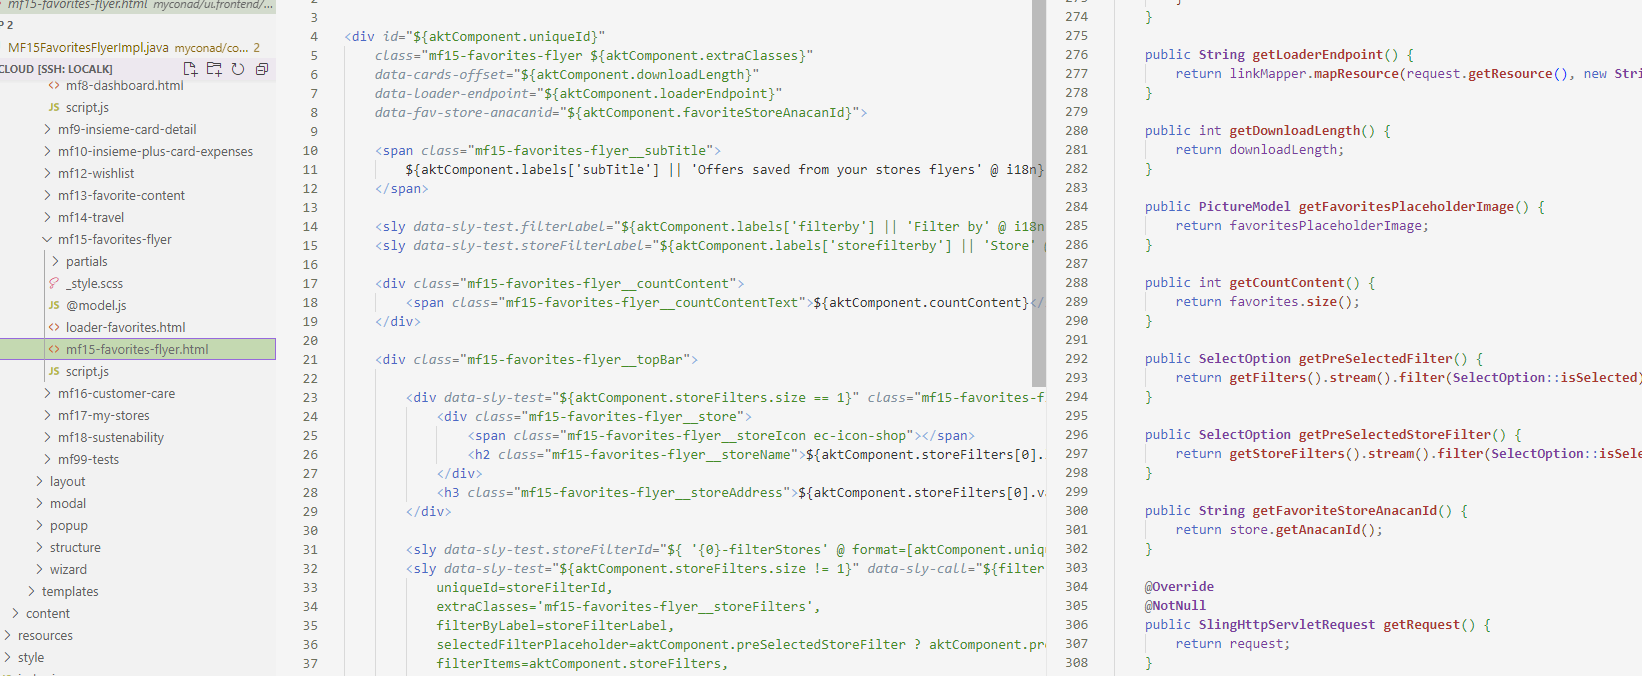 mf15-favorites-flyer.html myconad/ui.frontend/...
P 2
MF15FavoritesFlyerImpl.java myconad/co... 2
CLOUD [SSH: LOCALK]
<> mf8-dashboard.html
JS script.js
mf9-insieme-card-detail
mf10-insieme-plus-card-expenses
mf12-wishlist
mf13-favorite-content
mf14-travel
mf15-favorites-flyer
partials
_style.scss
JS @model.js
<> loader-favorites.html
<> mf15-favorites-flyer.html
JS script.js
mf16-customer-care
mf17-my-stores
mf18-sustenability
mf99-tests
layout
modal
popup
structure
wizard
templates
content
resources
style
3
4 <div id="${aktComponent.uniqueId}"
5 class="mf15-favorites-flyer ${aktComponent.extraClasses}"
6 data-cards-offset="${aktComponent.downloadLength}"
7 data-loader-endpoint="${aktComponent.loaderEndpoint}"
8 data-fav-store-anacanid="${aktComponent.favoriteStoreAnacanId}">
9
10 <span class="mf15-favorites-flyer__subTitle">
11 ${aktComponent.labels['subTitle'] || 'Offers saved from your stores flyers' @ i18n}
12 </span>
13
14 <sly data-sly-test.filterLabel="${aktComponent.labels['filterby'] || 'Filter by' @ i18n
15 <sly data-sly-test.storeFilterLabel="${aktComponent.labels['storefilterby'] || 'Store' @
16
17 <div class="mf15-favorites-flyer__countContent">
18 <span class="mf15-favorites-flyer__countContentText">${aktComponent.countContent}</
19 </div>
20
21 <div class="mf15-favorites-flyer__topBar">
22
23 <div data-sly-test="${aktComponent.storeFilters.size == 1}" class="mf15-favorites-f
24 <div class="mf15-favorites-flyer__store">
25 <span class="mf15-favorites-flyer__storeIcon ec-icon-shop"></span>
26 <h2 class="mf15-favorites-flyer__storeName">${aktComponent.storeFilters[0].
27 </div>
28 <h3 class="mf15-favorites-flyer__storeAddress">${aktComponent.storeFilters[0].v
29 </div>
30
31 <sly data-sly-test.storeFilterId="${ '{0}-filterStores' @ format=[aktComponent.uniq
32 <sly data-sly-test="${aktComponent.storeFilters.size != 1}" data-sly-call="${filter
33 uniqueId=storeFilterId,
34 extraClasses='mf15-favorites-flyer__storeFilters',
35 filterByLabel=storeFilterLabel,
36 selectedFilterPlaceholder=aktComponent.preSelectedStoreFilter ? aktComponent.pr
37 filterItems=aktComponent.storeFilters,
274 }
275
276 public String getLoaderEndpoint() {
277 return linkMapper.mapResource(request.getResource(), new Stri
278 }
279
280 public int getDownloadLength() {
281 return downloadLength;
282 }
283
284 public PictureModel getFavoritesPlaceholderImage() {
285 return favoritesPlaceholderImage;
286 }
287
288 public int getCountContent() {
289 return favorites.size();
290 }
291
292 public SelectOption getPreSelectedFilter() {
293 return getFilters().stream().filter(SelectOption::isSelected)
294 }
295
296 public SelectOption getPreSelectedStoreFilter() {
297 return getStoreFilters().stream().filter(SelectOption::isSele
298 }
299
300 public String getFavoriteStoreAnacanId() {
301 return store.getAnacanId();
302 }
303
304 @Override
305 @NotNull
306 public SlingHttpServletRequest getRequest() {
307 return request;
308 }